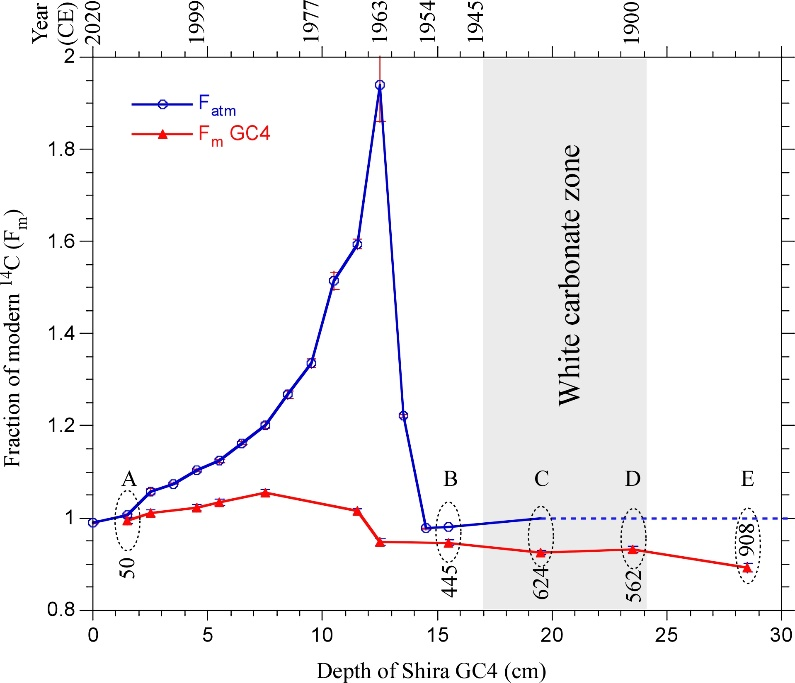 Year (CE)
2020 1999 1977 1963 1954 1945 1900
2
1.8
1.6
1.4
1.2
1
0.8
Fraction of modern ¹⁴C (Fₘ)
F_atm
F_m GC4
White carbonate zone
A B C D E
50 445 624 562 908
0 5 10 15 20 25 30
Depth of Shira GC4 (cm)